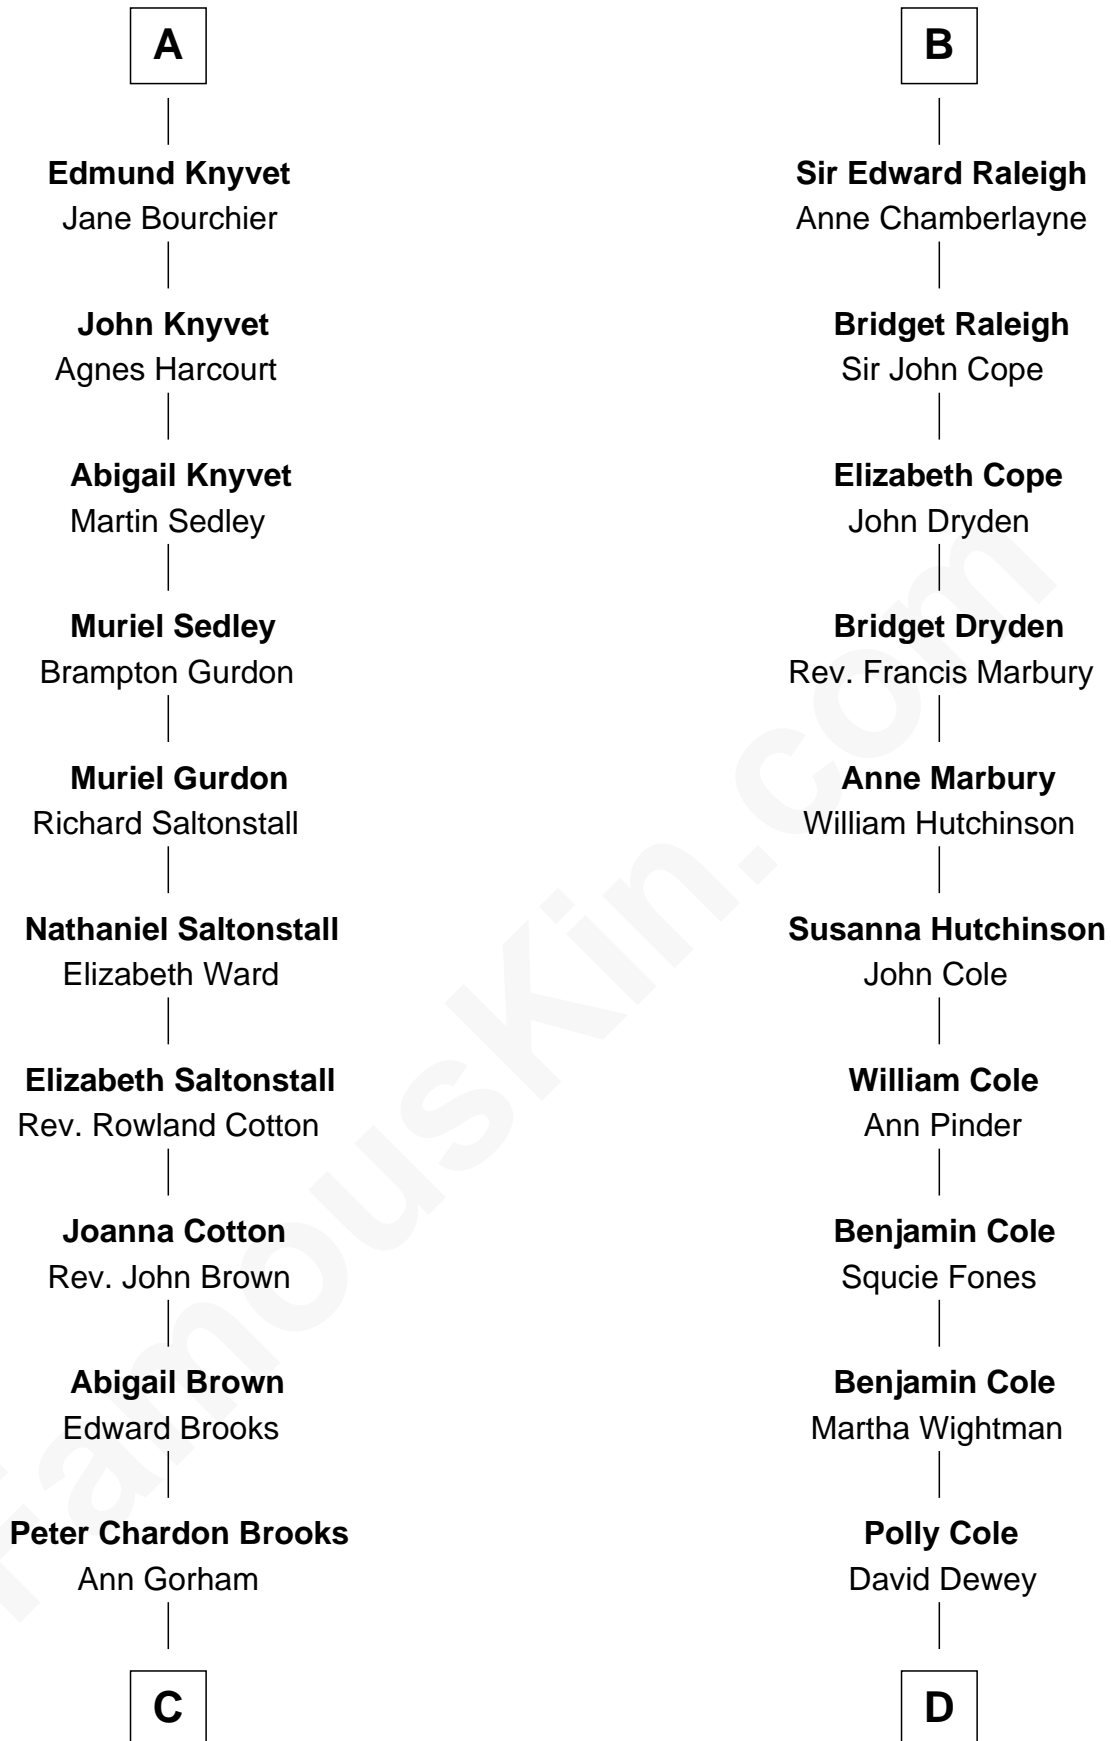 A
Edmund Knyvet
Jane Bourchier
John Knyvet
Agnes Harcourt
Abigail Knyvet
Martin Sedley
Muriel Sedley
Brampton Gurdon
Muriel Gurdon
Richard Saltonstall
Nathaniel Saltonstall
Elizabeth Ward
Elizabeth Saltonstall
Rev. Rowland Cotton
Joanna Cotton
Rev. John Brown
Abigail Brown
Edward Brooks
Peter Chardon Brooks
Ann Gorham
C
B
Sir Edward Raleigh
Anne Chamberlayne
Bridget Raleigh
Sir John Cope
Elizabeth Cope
John Dryden
Bridget Dryden
Rev. Francis Marbury
Anne Marbury
William Hutchinson
Susanna Hutchinson
John Cole
William Cole
Ann Pinder
Benjamin Cole
Squcie Fones
Benjamin Cole
Martha Wightman
Polly Cole
David Dewey
D
FamousKin.com